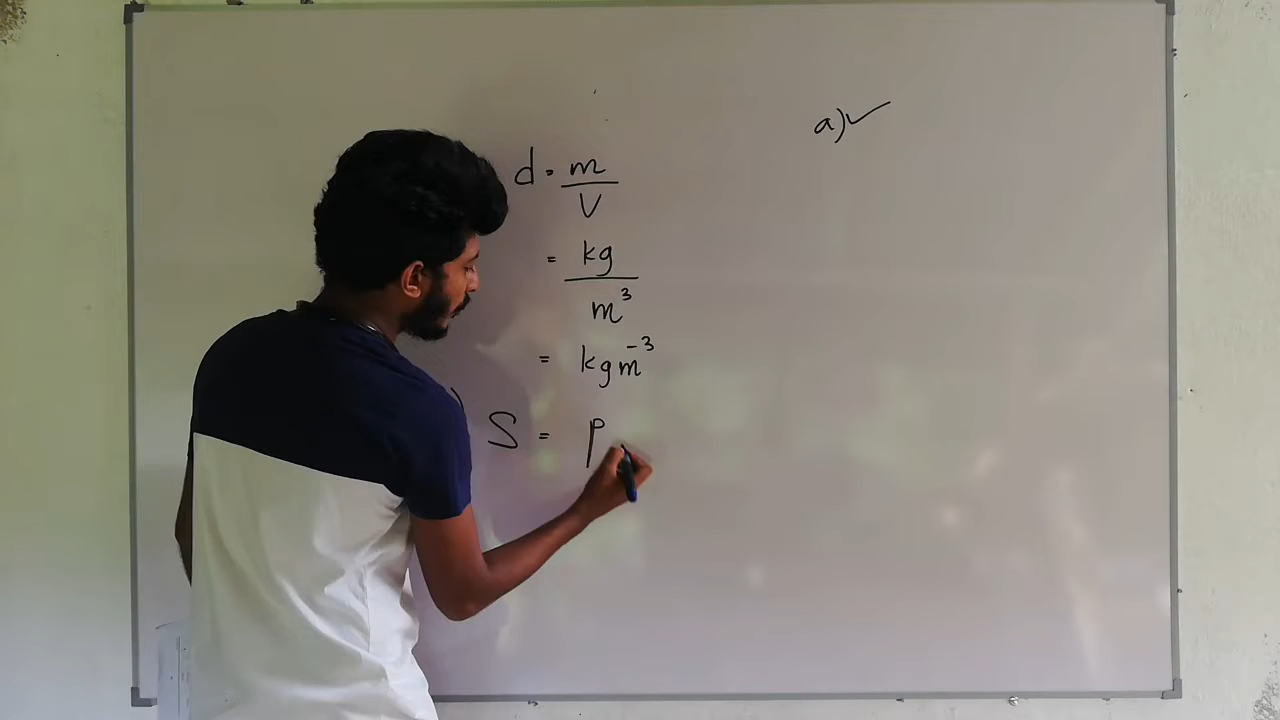 a) ✓
d = m/V
= kg/m³
= kgm⁻³
) S = P